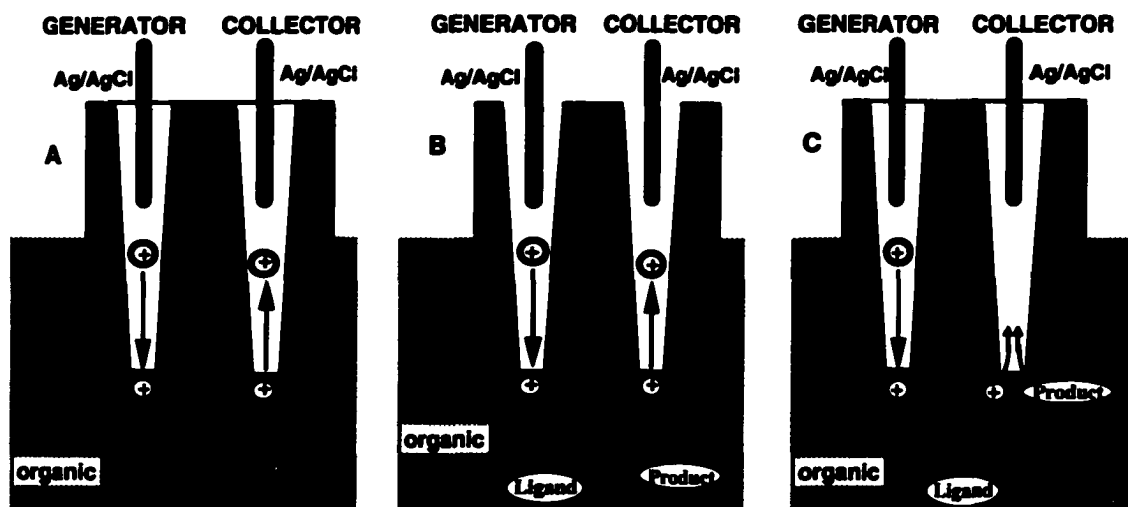 GENERATOR COLLECTOR
Ag/AgCl Ag/AgCl
A
+ +
+ +
organic
GENERATOR COLLECTOR
Ag/AgCl Ag/AgCl
B
+ +
+ +
organic
Ligand Product
GENERATOR COLLECTOR
Ag/AgCl Ag/AgCl
C
+
+ + Product
organic
Ligand